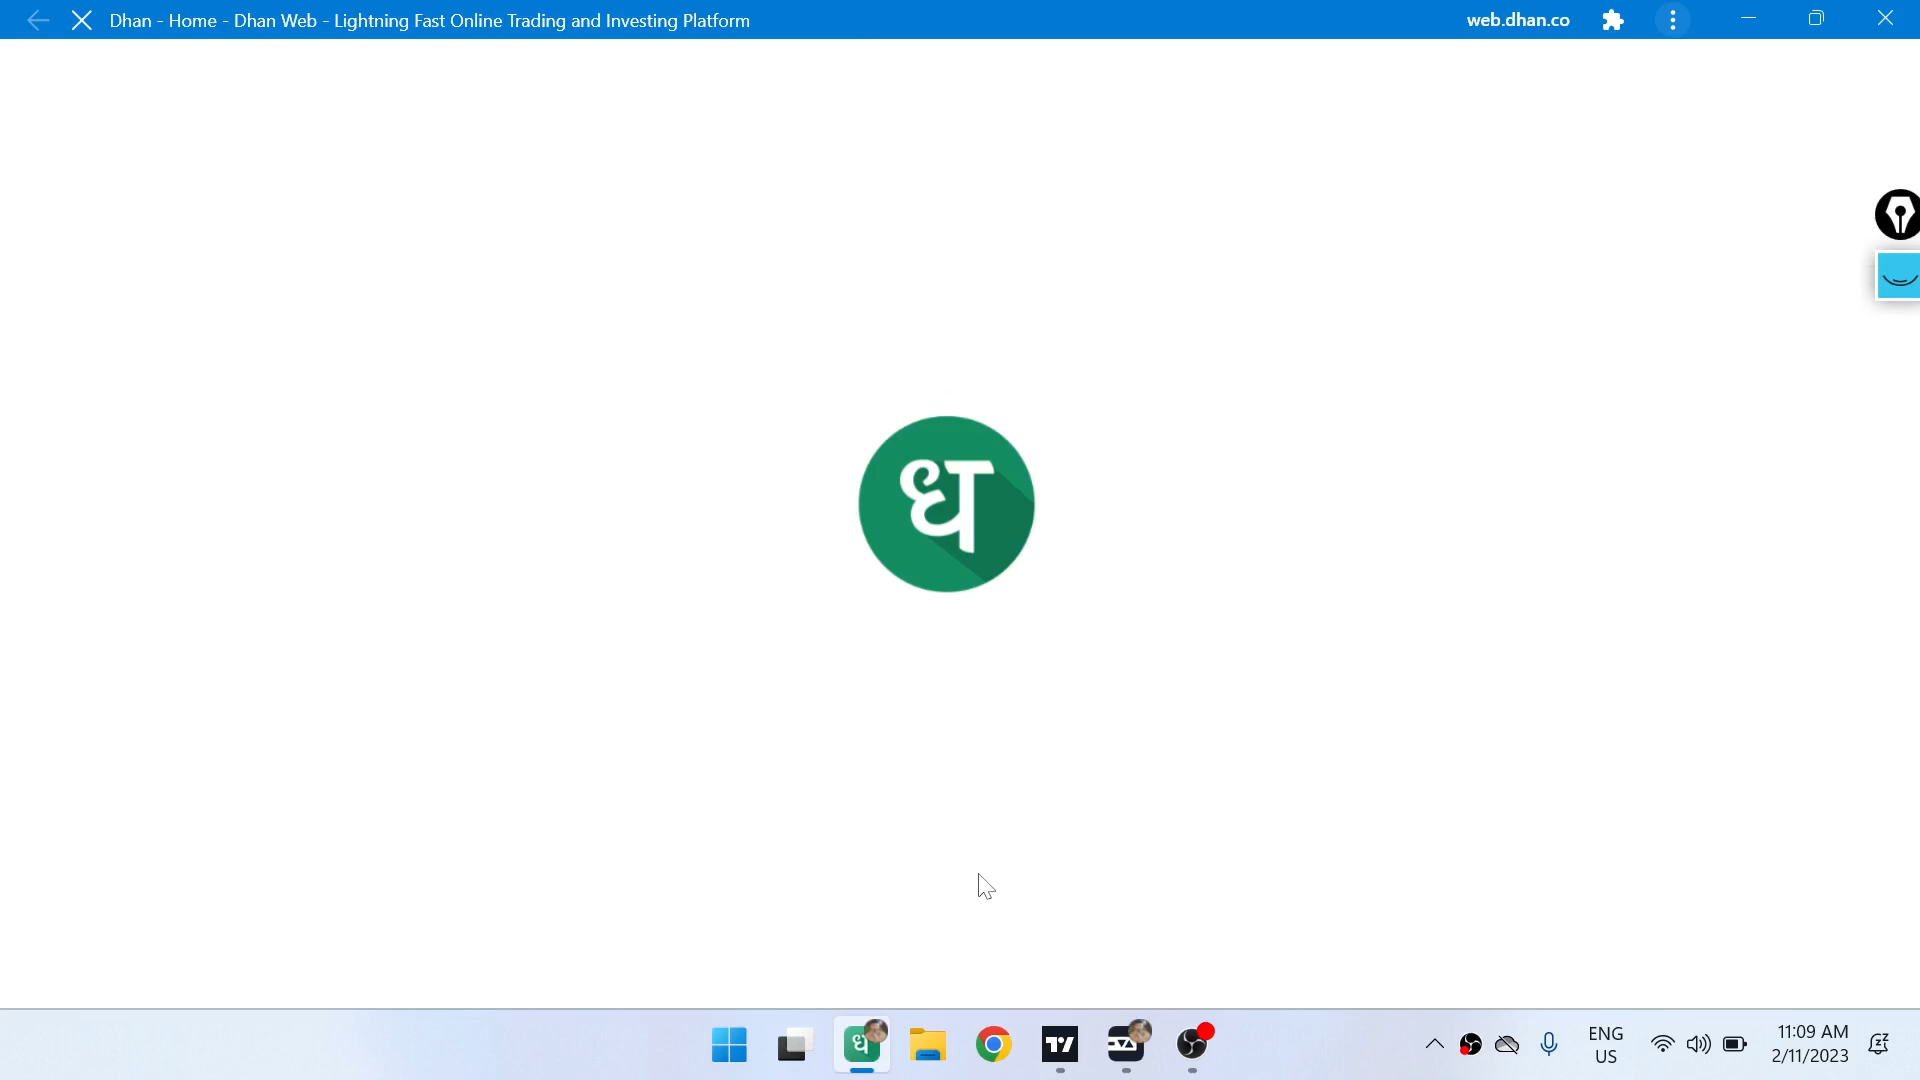 Dhan - Home - Dhan Web - Lightning Fast Online Trading and Investing Platform
web.dhan.co
ध
ध
ENG
US
11:09 AM
2/11/2023